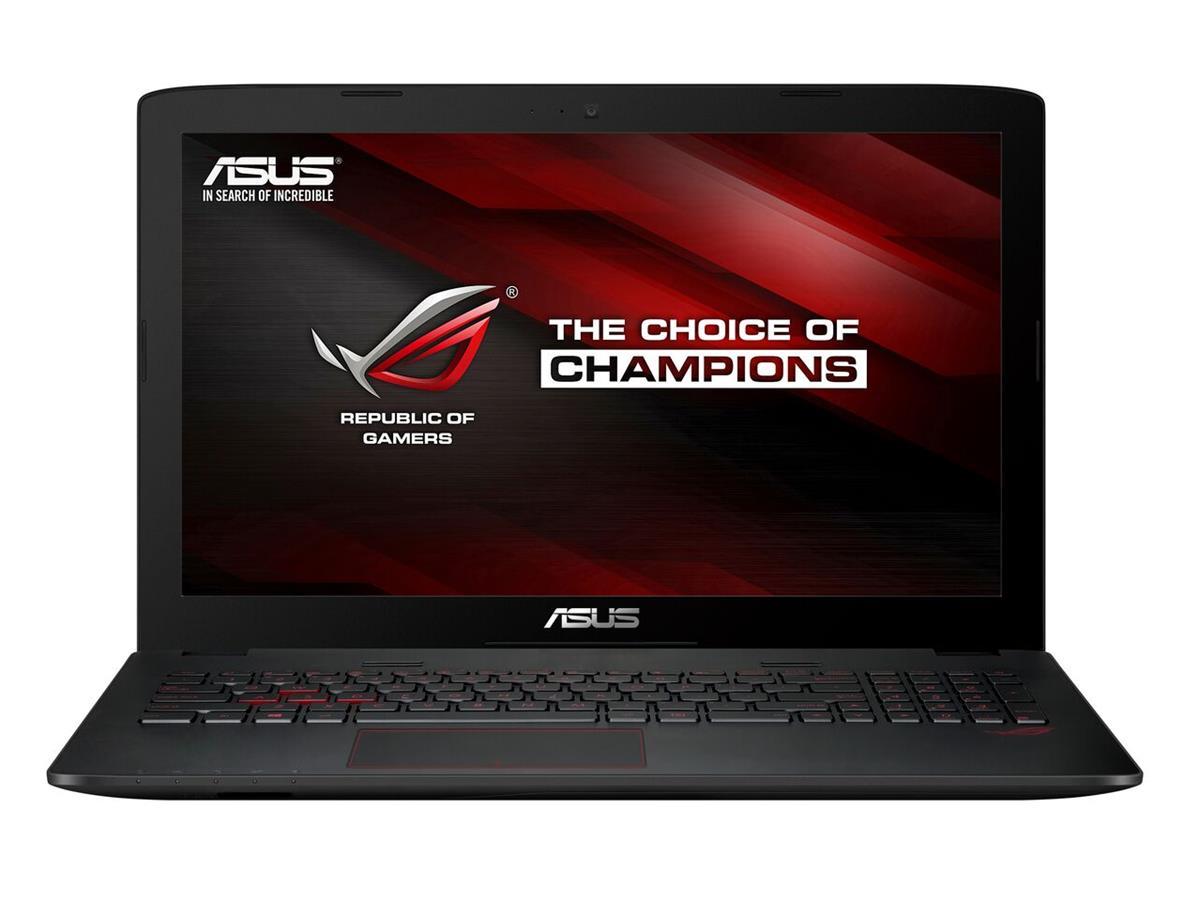 ASUS®
IN SEARCH OF INCREDIBLE
®
THE CHOICE OF
CHAMPIONS
REPUBLIC OF
GAMERS
ASUS